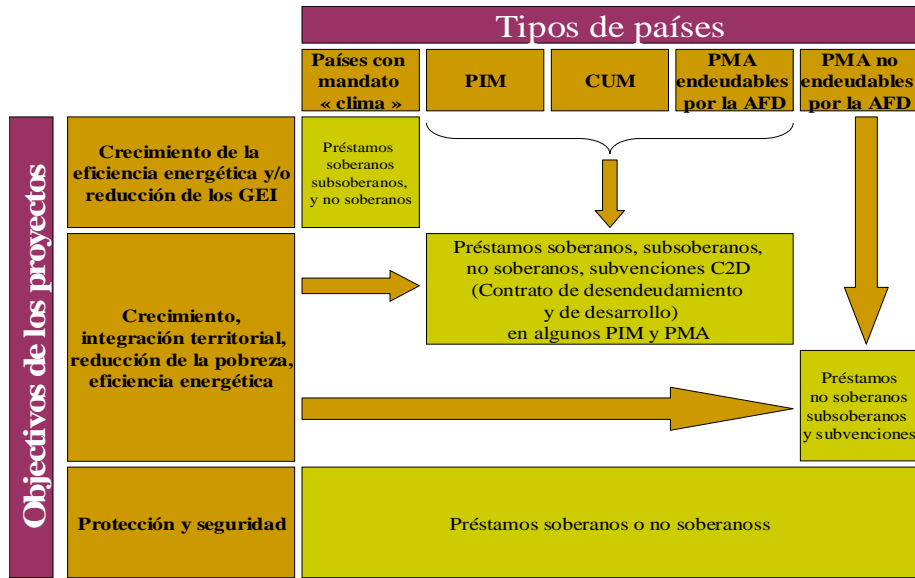 Tipos de países
Países con
mandato
« clima »
PIM
CUM
PMA
endeudables
por la AFD
PMA no
endeudables
por la AFD
Objectivos de los proyectos
Crecimiento de la
eficiencia energética y/o
reducción de los GEI
Préstamos
soberanos
subsoberanos,
y no soberanos
Crecimiento,
integración territorial,
reducción de la pobreza,
eficiencia energética
Préstamos soberanos, subsoberanos,
no soberanos, subvenciones C2D
(Contrato de desendeudamiento
y de desarrollo)
en algunos PIM y PMA
Préstamos
no soberanos
subsoberanos
y subvenciones
Protección y seguridad
Préstamos soberanos o no soberanoss